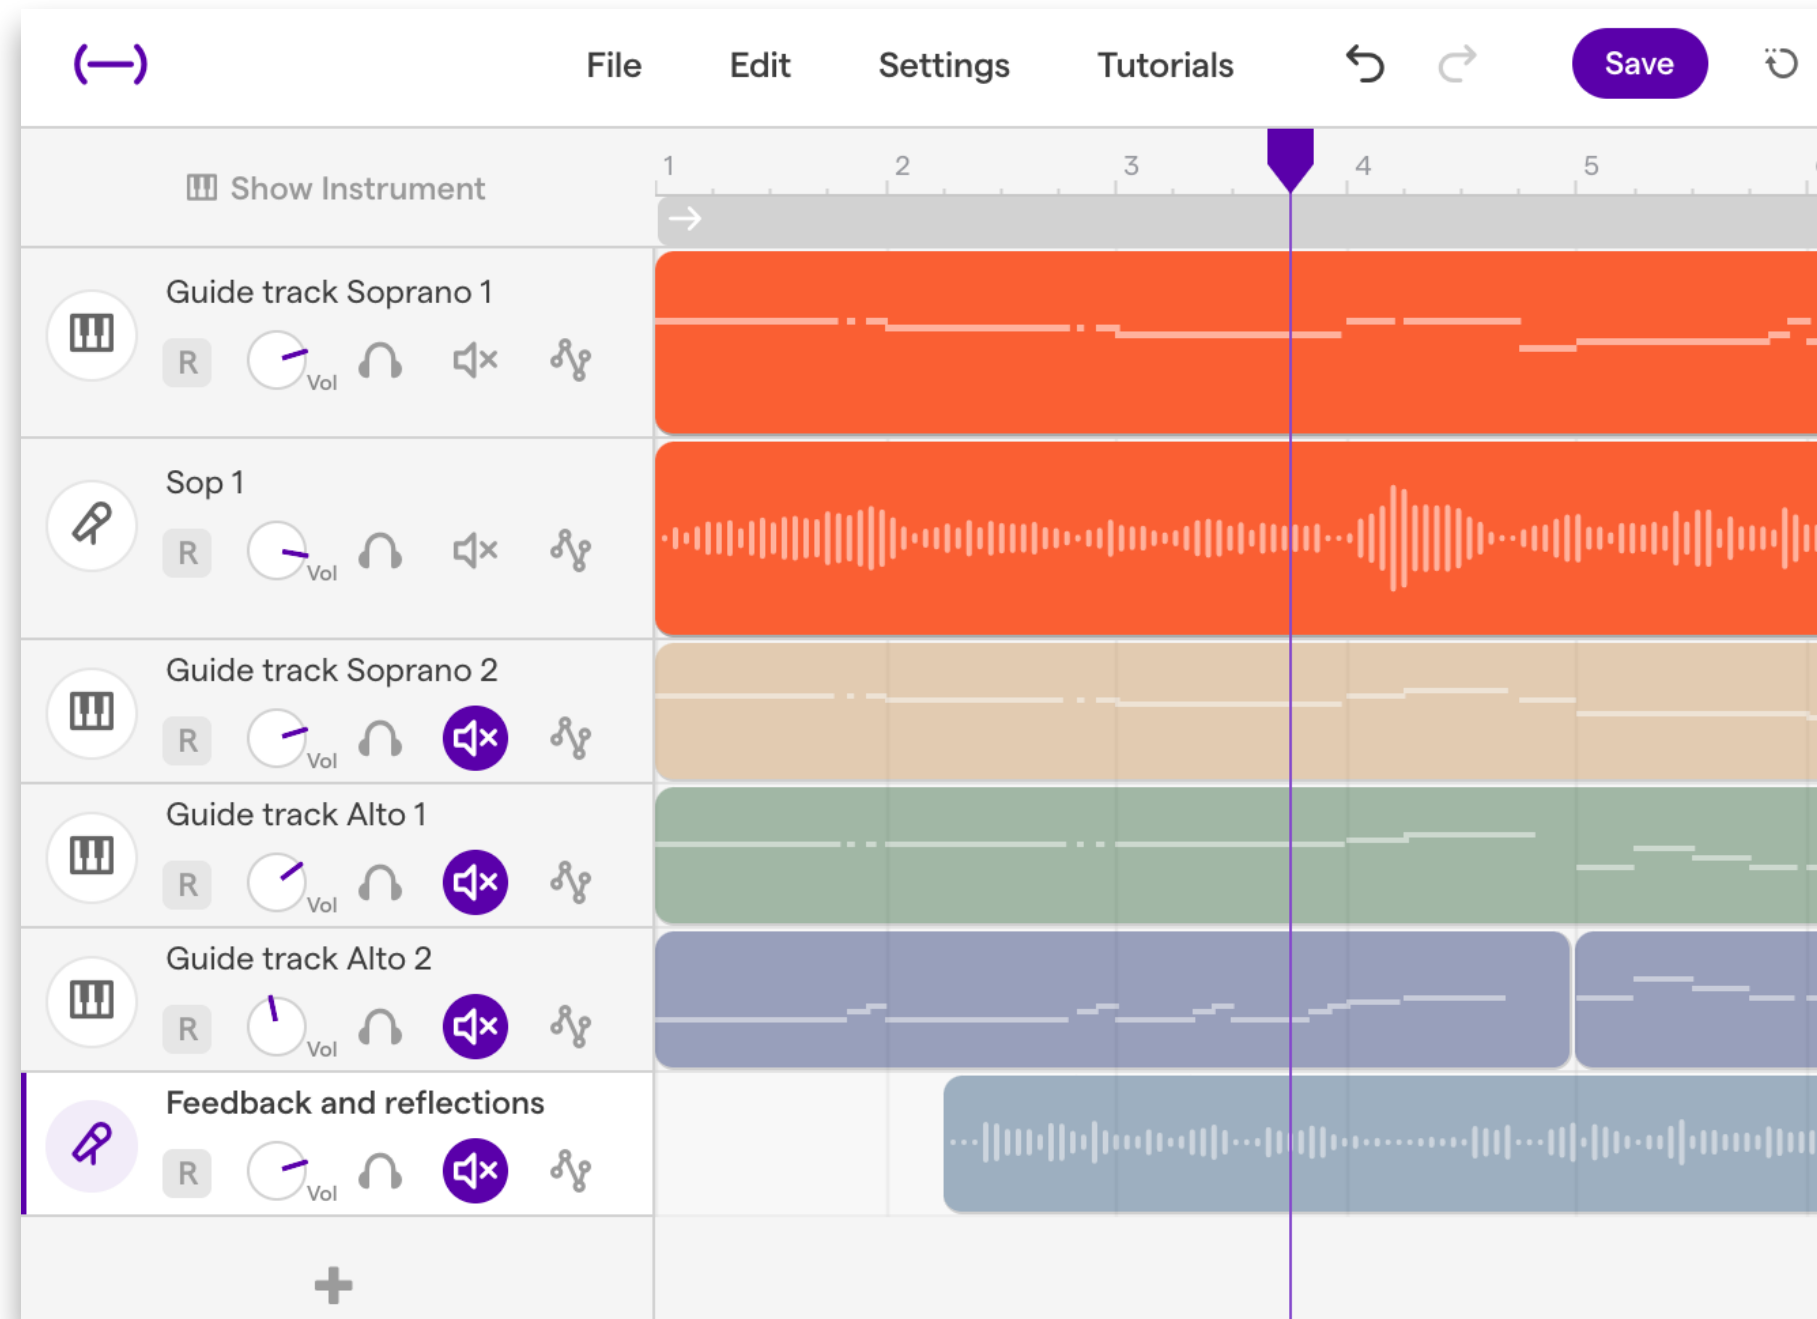 File Edit Settings Tutorials Save
1 2 3 4 5
Show Instrument
Guide track Soprano 1
R Vol
Sop 1
R Vol
Guide track Soprano 2
R Vol
Guide track Alto 1
R Vol
Guide track Alto 2
R Vol
Feedback and reflections
R Vol